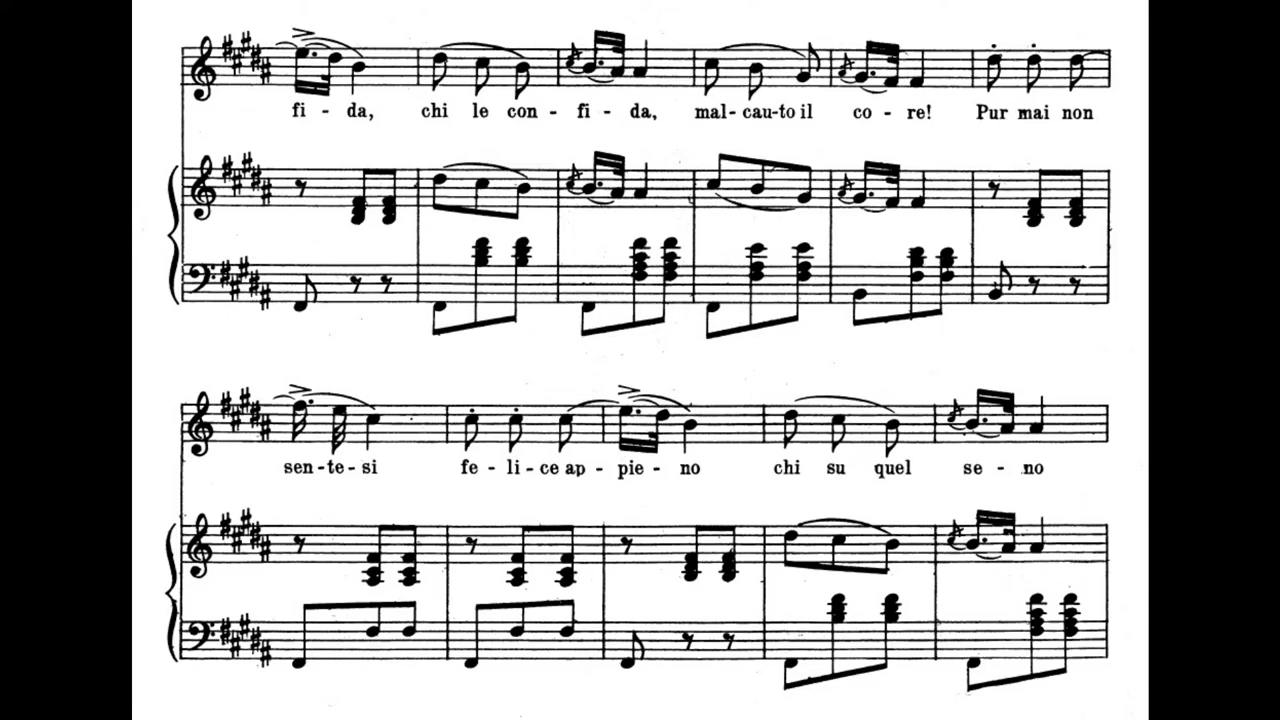 fi - da, chi le con - fi - da, mal-cau-to il co - re! Pur mai non
sen-te-si fe-li-ce ap-pie-no chi su quel se - no